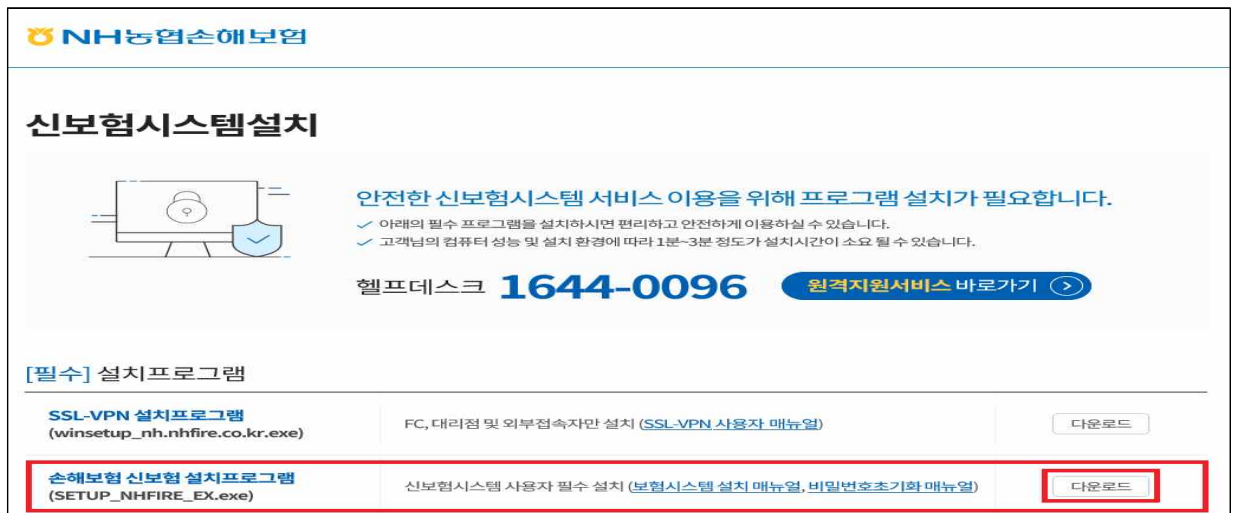 NH농협손해보험
신보험시스템설치
안전한 신보험시스템 서비스 이용을 위해 프로그램 설치가 필요합니다.
아래의 필수 프로그램을 설치하시면 편리하고 안전하게 이용하실 수 있습니다.
고객님의 컴퓨터 성능 및 설치 환경에 따라 1분~3분 정도가 설치시간이 소요 될 수 있습니다.
헬프데스크 1644-0096 원격지원서비스 바로가기
[필수] 설치프로그램
SSL-VPN 설치프로그램
(winsetup_nh.nhfire.co.kr.exe)
FC, 대리점 및 외부접속자만 설치 (SSL-VPN 사용자 매뉴얼)
다운로드
손해보험 신보험 설치프로그램
(SETUP_NHFIRE_EX.exe)
신보험시스템 사용자 필수 설치 (보험시스템 설치 매뉴얼, 비밀번호초기화 매뉴얼)
다운로드